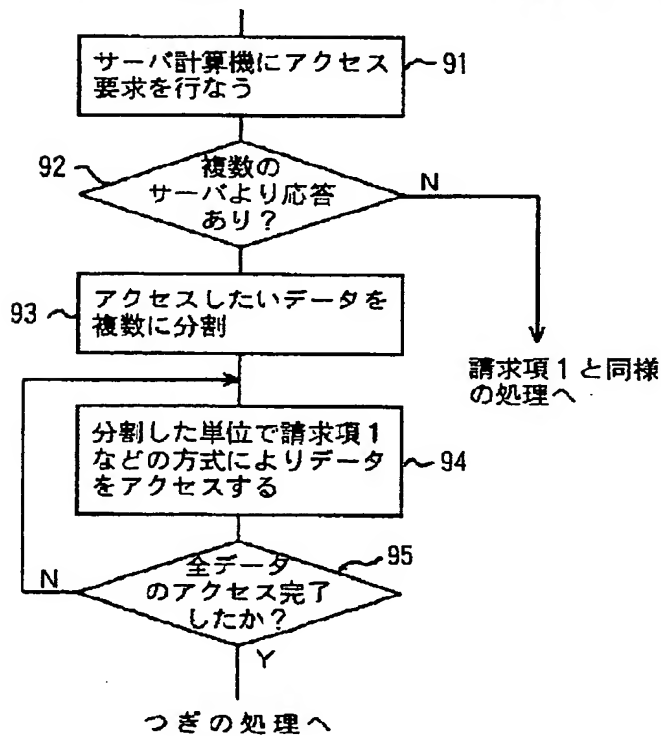 サーバ計算機にアクセス
要求を行なう
91
92
複数の
サーバより応答
あり?
N
93
アクセスしたいデータを
複数に分割
請求項1と同様
の処理へ
分割した単位で請求項1
などの方式によりデータ
をアクセスする
94
95
全データ
のアクセス完了
したか?
N
Y
つぎの処理へ